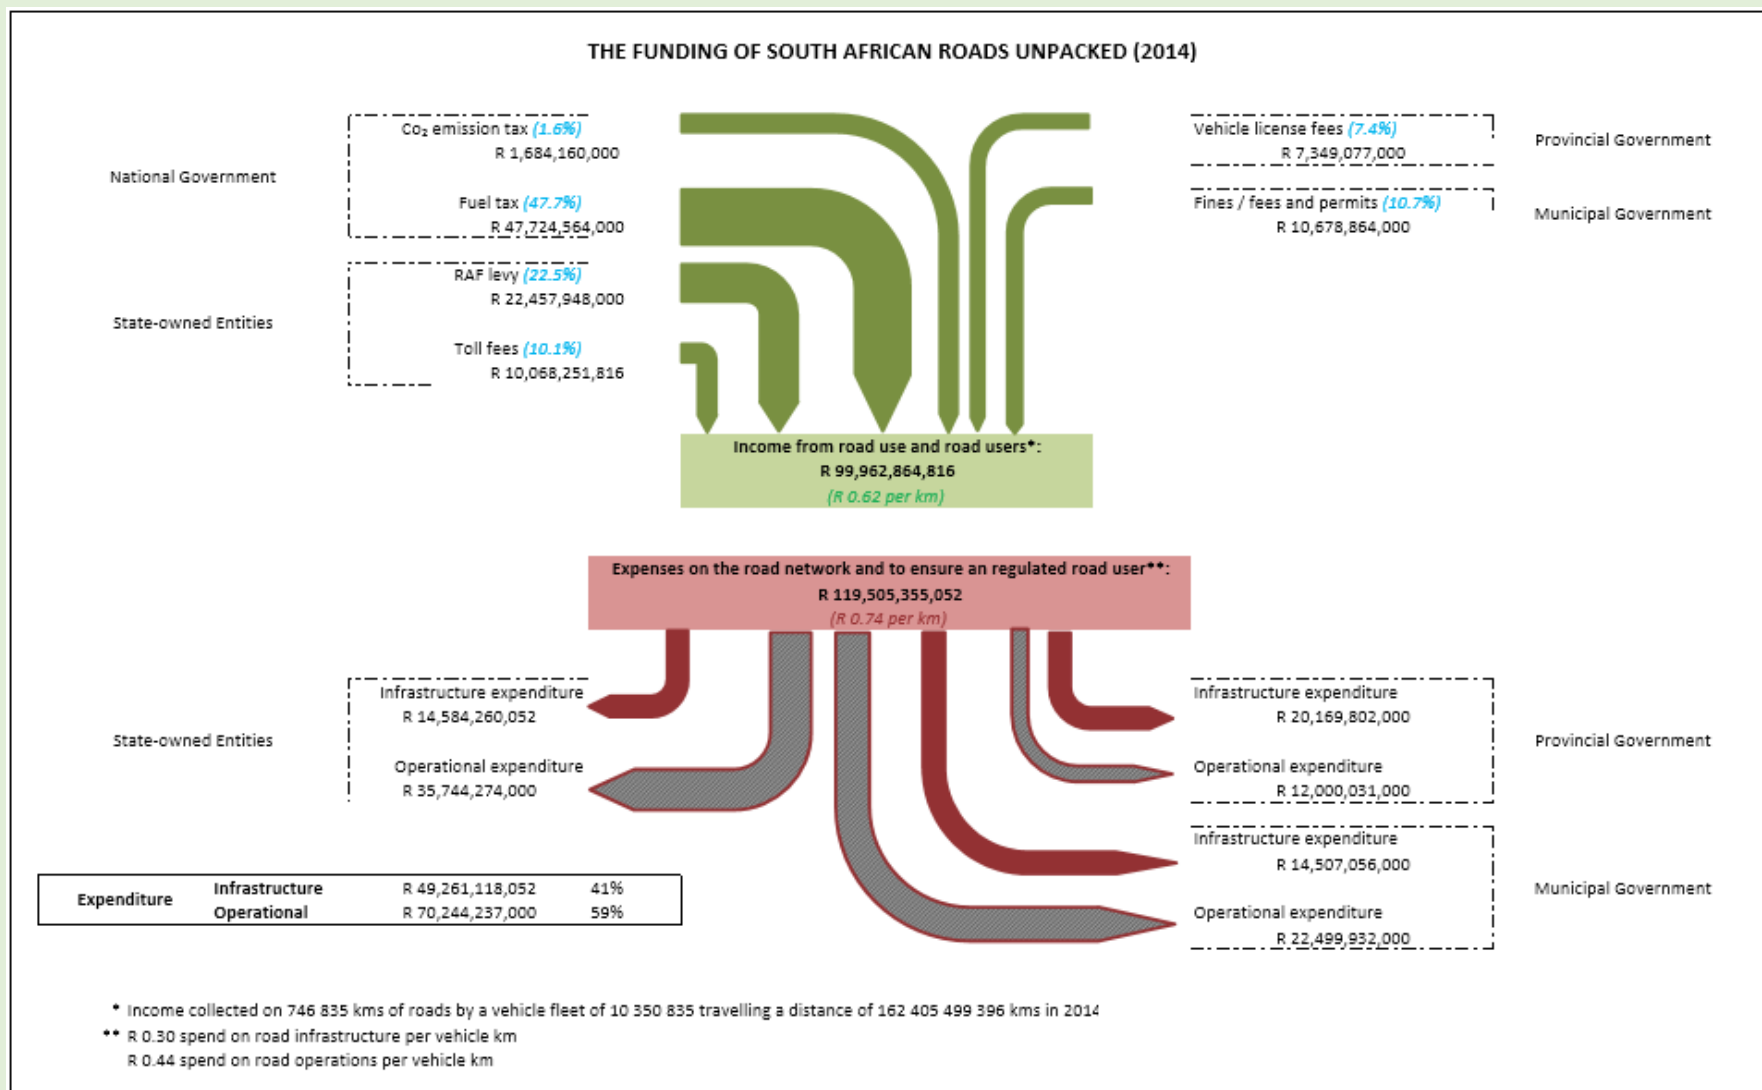 THE FUNDING OF SOUTH AFRICAN ROADS UNPACKED (2014)
National Government
Co₂ emission tax (1.6%)
R 1,684,160,000
Fuel tax (47.7%)
R 47,724,564,000
State-owned Entities
RAF levy (22.5%)
R 22,457,948,000
Toll fees (10.1%)
R 10,068,251,816
Vehicle license fees (7.4%)
R 7,349,077,000
Provincial Government
Fines / fees and permits (10.7%)
R 10,678,864,000
Municipal Government
Income from road use and road users*:
R 99,962,864,816
(R 0.62 per km)
Expenses on the road network and to ensure an regulated road user**:
R 119,505,355,052
(R 0.74 per km)
State-owned Entities
Infrastructure expenditure
R 14,584,260,052
Operational expenditure
R 35,744,274,000
Infrastructure expenditure
R 20,169,802,000
Operational expenditure
R 12,000,031,000
Provincial Government
Infrastructure expenditure
R 14,507,056,000
Operational expenditure
R 22,499,932,000
Municipal Government
Expenditure
Infrastructure R 49,261,118,052 41%
Operational R 70,244,237,000 59%
* Income collected on 746 835 kms of roads by a vehicle fleet of 10 350 835 travelling a distance of 162 405 499 396 kms in 2014
** R 0.30 spend on road infrastructure per vehicle km
R 0.44 spend on road operations per vehicle km